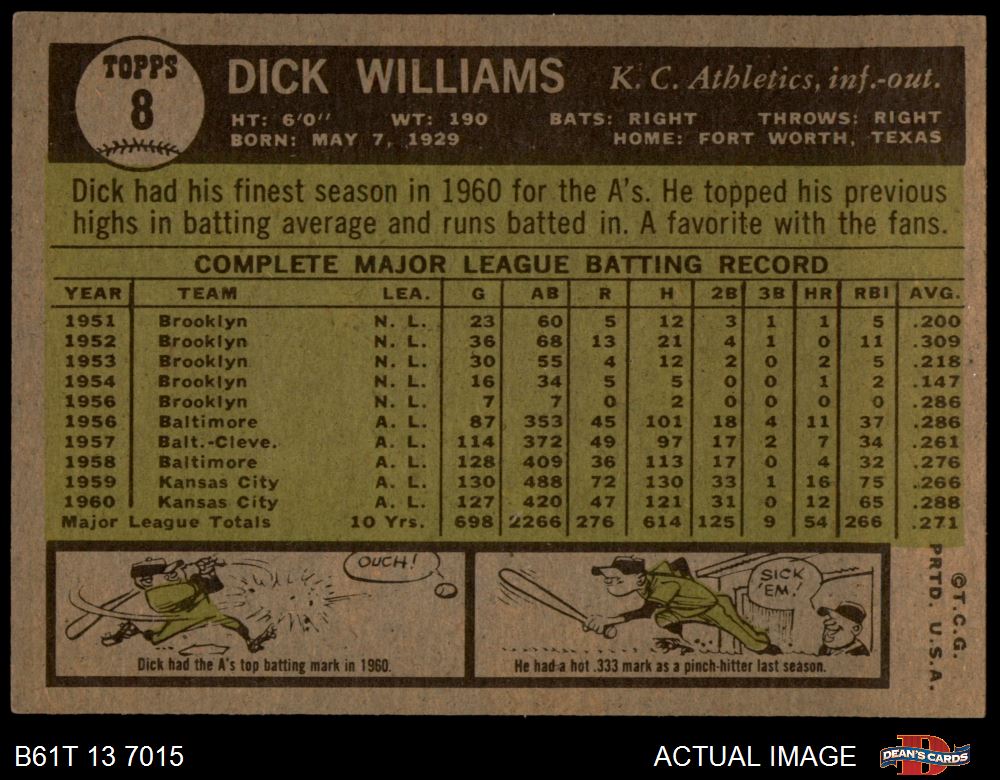 TOPPS
8
DICK WILLIAMS K. C. Athletics, inf.-out.
HT: 6'0" WT: 190 BATS: RIGHT THROWS: RIGHT
BORN: MAY 7, 1929 HOME: FORT WORTH, TEXAS
Dick had his finest season in 1960 for the A's. He topped his previous
highs in batting average and runs batted in. A favorite with the fans.
COMPLETE MAJOR LEAGUE BATTING RECORD
YEAR TEAM LEA. G AB R H 2B 3B HR RBI AVG.
1951 Brooklyn N. L. 23 60 5 12 3 1 1 5 .200
1952 Brooklyn N. L. 36 68 13 21 4 1 0 11 .309
1953 Brooklyn N. L. 30 55 4 12 2 0 2 5 .218
1954 Brooklyn N. L. 16 34 5 5 0 0 1 2 .147
1956 Brooklyn N. L. 7 7 0 2 0 0 0 0 .286
1956 Baltimore A. L. 87 353 45 101 18 4 11 37 .286
1957 Balt.-Cleve. A. L. 114 372 49 97 17 2 7 34 .261
1958 Baltimore A. L. 128 409 36 113 17 0 4 32 .276
1959 Kansas City A. L. 130 488 72 130 33 1 16 75 .266
1960 Kansas City A. L. 127 420 47 121 31 0 12 65 .288
Major League Totals 10 Yrs. 698 2266 276 614 125 9 54 266 .271
OUCH!
Dick had the A's top batting mark in 1960.
SICK
'EM!
He had a hot .333 mark as a pinch-hitter last season.
©T.C.G.
PRTD. U.S.A.
B61T 13 7015 ACTUAL IMAGE
DEAN'S CARDS